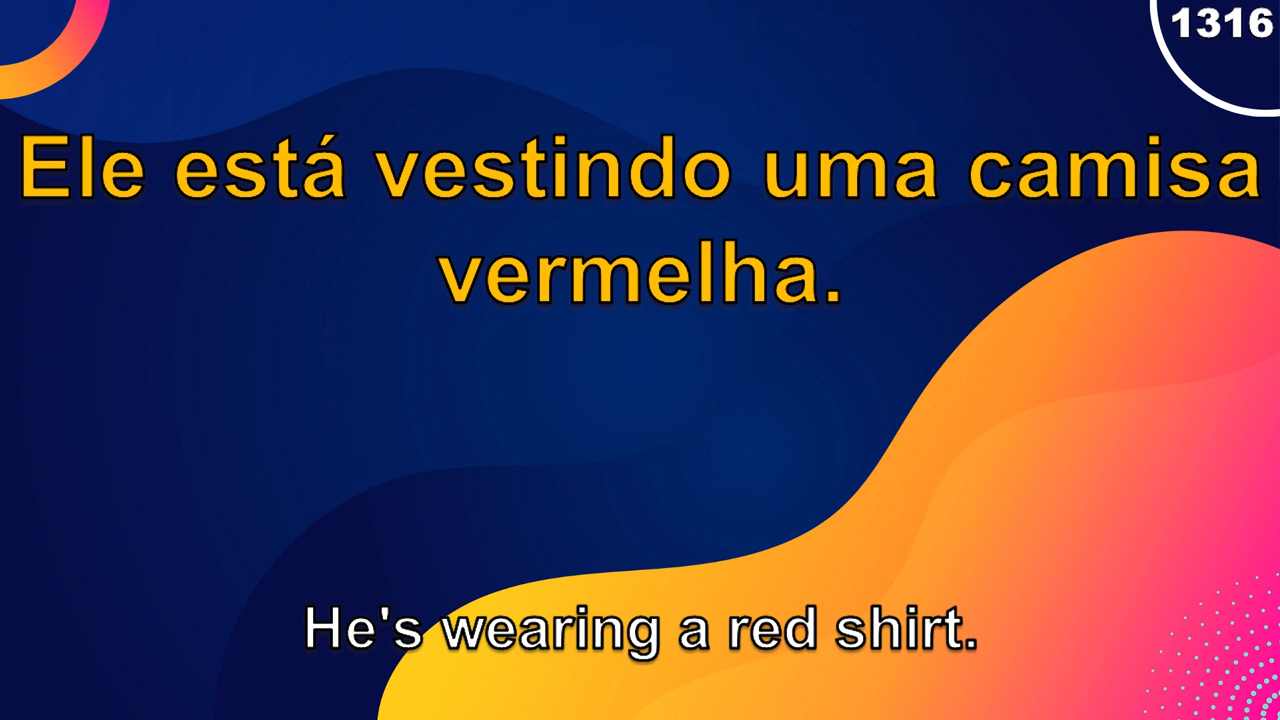 1316
Ele está vestindo uma camisa
vermelha.
He's wearing a red shirt.